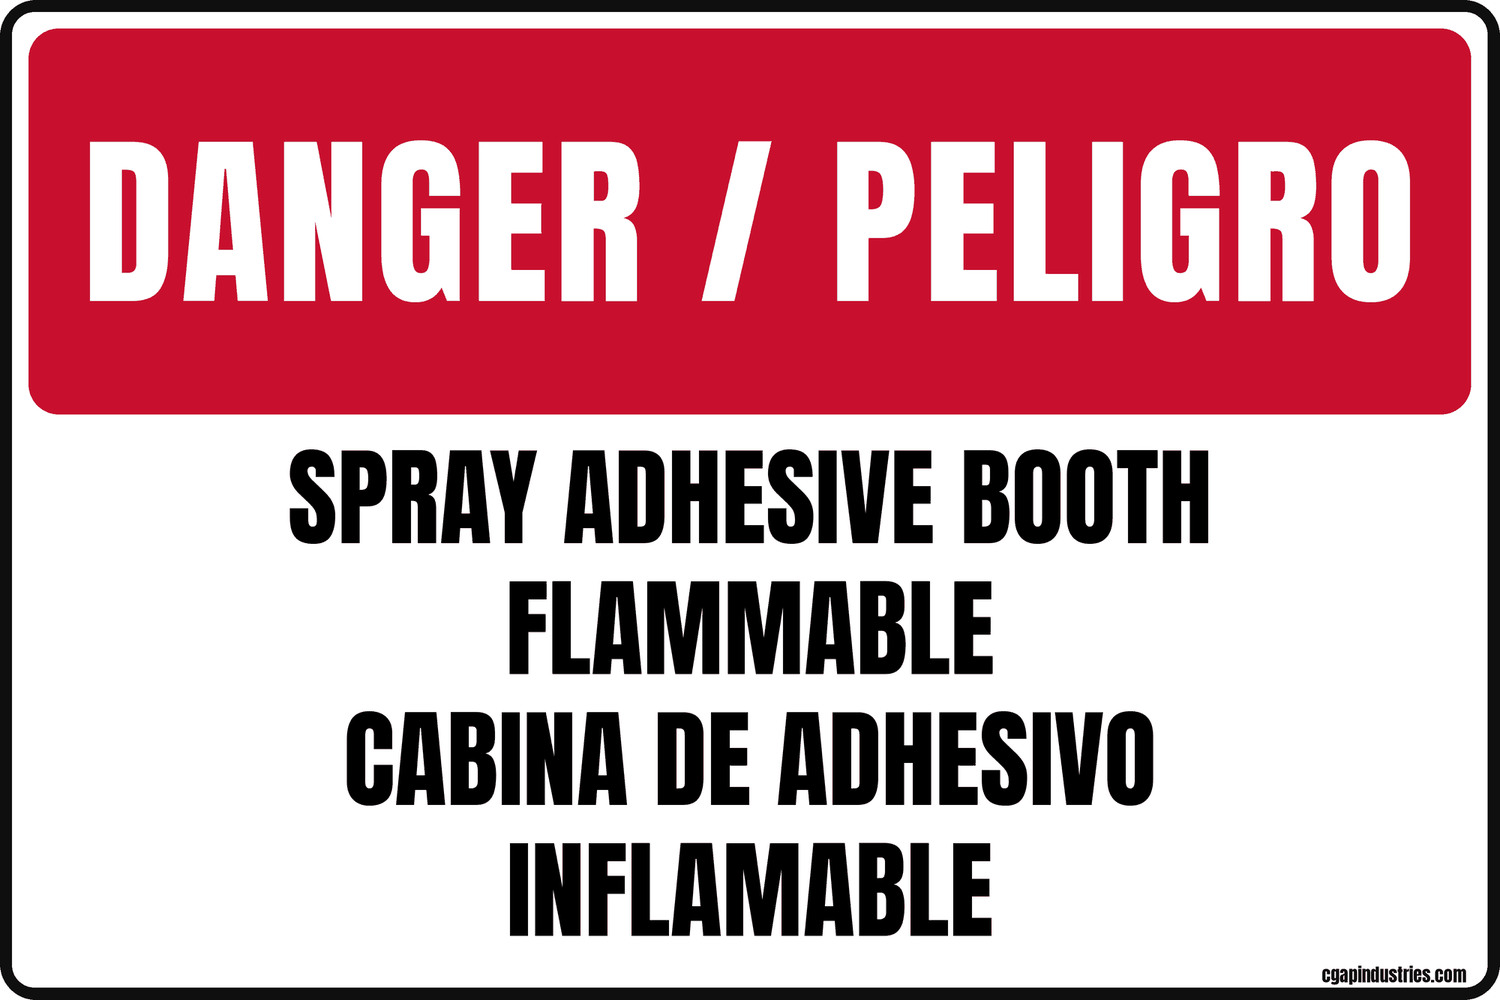 DANGER / PELIGRO
SPRAY ADHESIVE BOOTH
FLAMMABLE
CABINA DE ADHESIVO
INFLAMABLE
cgapindustries.com